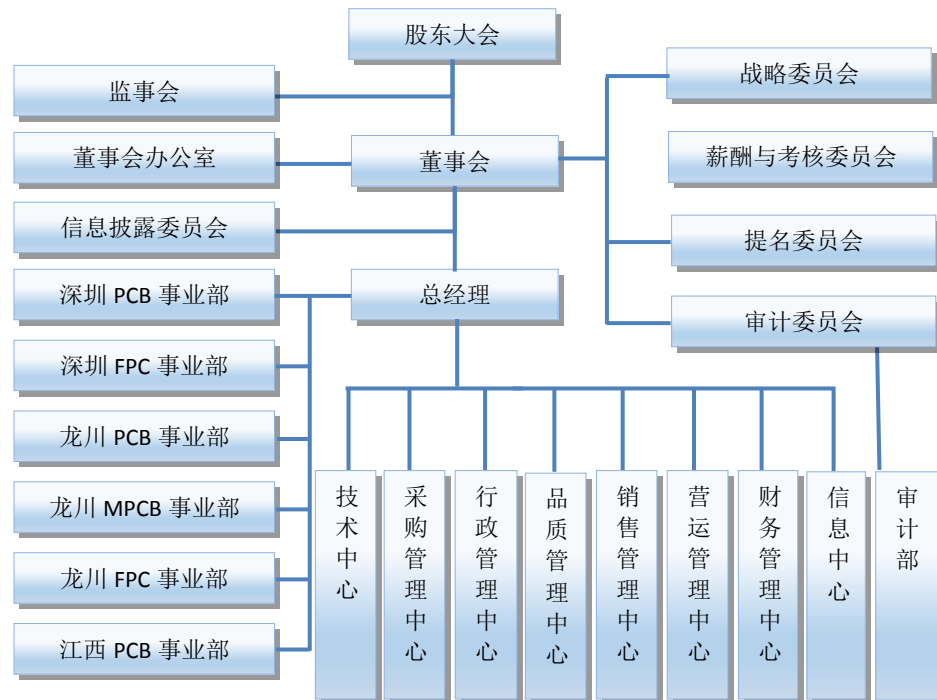 股东大会
监事会
战略委员会
董事会办公室
董事会
薪酬与考核委员会
信息披露委员会
提名委员会
深圳 PCB 事业部
总经理
审计委员会
深圳 FPC 事业部
龙川 PCB 事业部
龙川 MPCB 事业部
龙川 FPC 事业部
江西 PCB 事业部
技术中心
采购管理中心
行政管理中心
品质管理中心
销售管理中心
营运管理中心
财务管理中心
信息中心
审计部